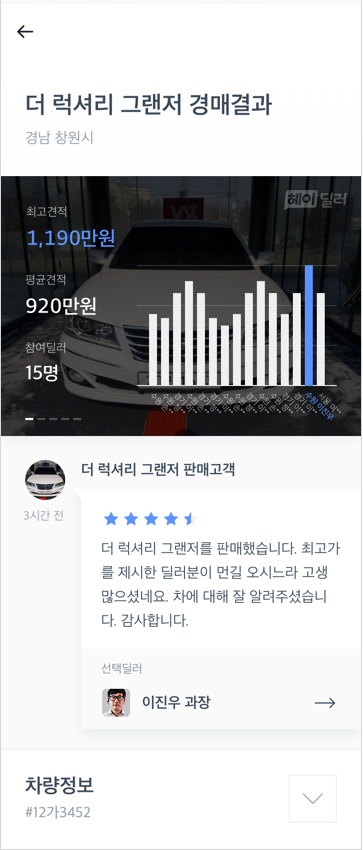 더 럭셔리 그랜저 경매결과
경남 창원시
헤이딜러
최고견적
1,190만원
평균견적
920만원
참여딜러
15명
수원 이진우
더 럭셔리 그랜저 판매고객
3시간 전
더 럭셔리 그랜저를 판매했습니다. 최고가
를 제시한 딜러분이 먼길 오시느라 고생
많으셨네요. 차에 대해 잘 알려주셨습니
다. 감사합니다.
선택딜러
이진우 과장
차량정보
#12가3452